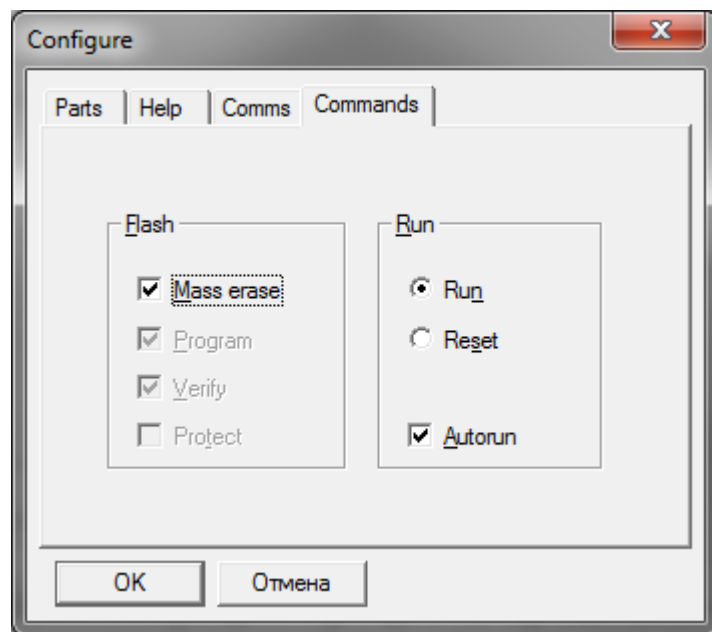 Configure
Parts Help Comms Commands
Flash
Mass erase
Program
Verify
Protect
Run
Run
Reset
Autorun
OK Отмена